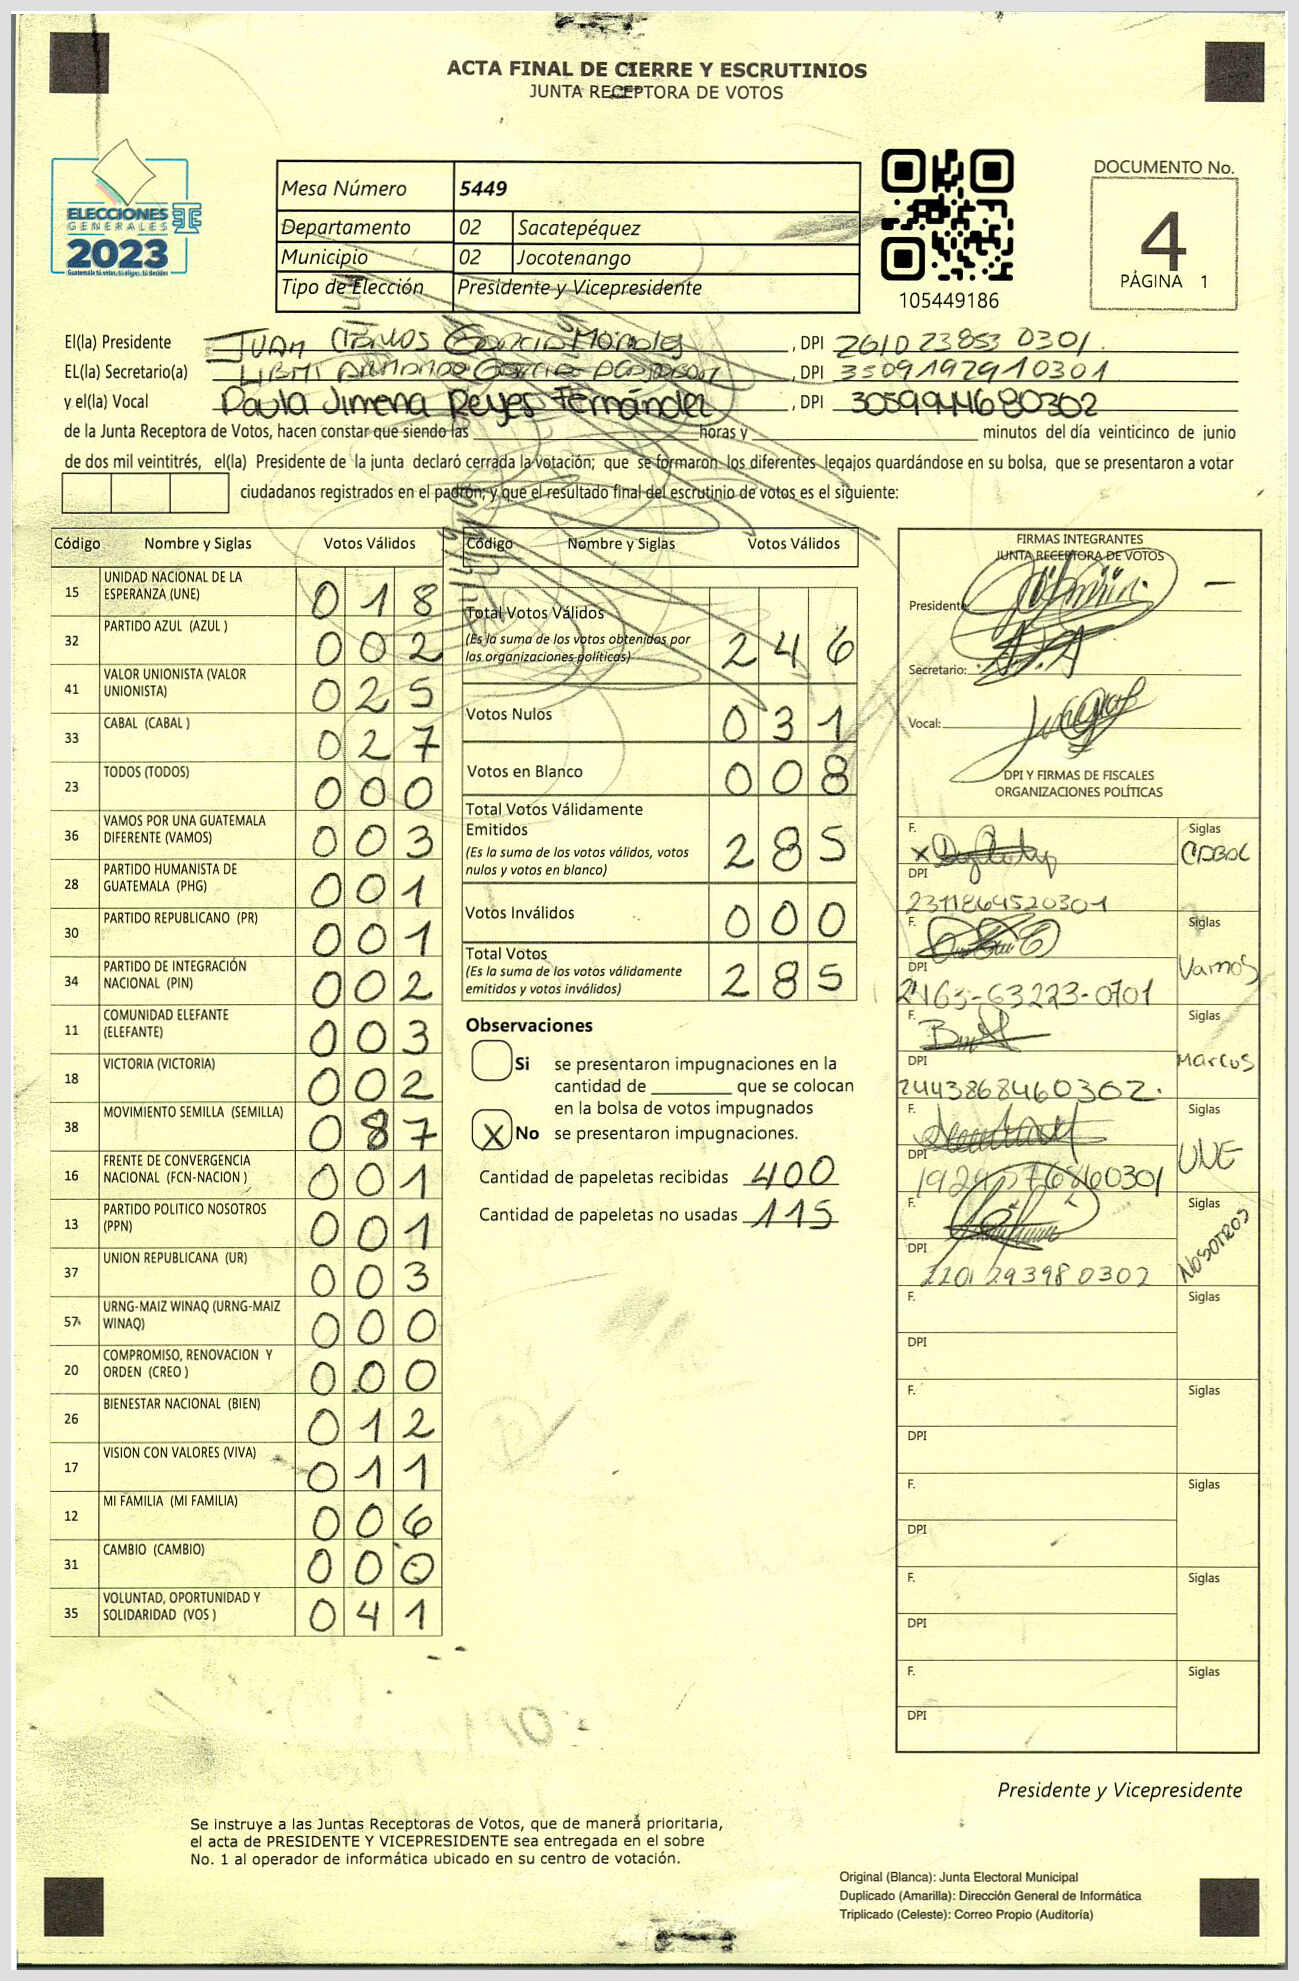 ACTA FINAL DE CIERRE Y ESCRUTINIOS
JUNTA RECEPTORA DE VOTOS
ELECCIONES
GENERALES
2023
Mesa Número 5449
Departamento 02 Sacatepéquez
Municipio 02 Jocotenango
Tipo de Elección Presidente y Vicepresidente
105449186
DOCUMENTO No.
4
PÁGINA 1
El(la) Presidente Juan Carlos García Morales, DPI 2610 23853 0301.
EL(la) Secretario(a) García, DPI 3309192910301
y el(la) Vocal Paula Jimena Reyes Fernández, DPI 3059944680302
de la Junta Receptora de Votos, hacen constar que siendo las horas y minutos del día veinticinco de junio
de dos mil veintitrés, el(la) Presidente de la junta declaró cerrada la votación; que se formaron los diferentes legajos guardándose en su bolsa, que se presentaron a votar
ciudadanos registrados en el padrón; y que el resultado final del escrutinio de votos es el siguiente:
Código Nombre y Siglas Votos Válidos
15 UNIDAD NACIONAL DE LA ESPERANZA (UNE) 018
32 PARTIDO AZUL (AZUL ) 002
41 VALOR UNIONISTA (VALOR UNIONISTA) 025
33 CABAL (CABAL ) 027
23 TODOS (TODOS) 000
36 VAMOS POR UNA GUATEMALA DIFERENTE (VAMOS) 003
28 PARTIDO HUMANISTA DE GUATEMALA (PHG) 001
30 PARTIDO REPUBLICANO (PR) 001
34 PARTIDO DE INTEGRACIÓN NACIONAL (PIN) 002
11 COMUNIDAD ELEFANTE (ELEFANTE) 003
18 VICTORIA (VICTORIA) 002
38 MOVIMIENTO SEMILLA (SEMILLA) 087
16 FRENTE DE CONVERGENCIA NACIONAL (FCN-NACION ) 001
13 PARTIDO POLITICO NOSOTROS (PPN) 001
37 UNION REPUBLICANA (UR) 003
57 URNG-MAIZ WINAQ (URNG-MAIZ WINAQ) 000
20 COMPROMISO, RENOVACION Y ORDEN (CREO ) 000
26 BIENESTAR NACIONAL (BIEN) 012
17 VISION CON VALORES (VIVA) 011
12 MI FAMILIA (MI FAMILIA) 006
31 CAMBIO (CAMBIO) 000
35 VOLUNTAD, OPORTUNIDAD Y SOLIDARIDAD (VOS ) 041
Código Nombre y Siglas Votos Válidos
Total Votos Válidos 246
(Es la suma de los votos obtenidos por
las organizaciones políticas)
Votos Nulos 031
Votos en Blanco 008
Total Votos Válidamente
Emitidos 285
(Es la suma de los votos válidos, votos
nulos y votos en blanco)
Votos Inválidos 000
Total Votos 285
(Es la suma de los votos válidamente
emitidos y votos inválidos)
Observaciones
Si se presentaron impugnaciones en la
cantidad de que se colocan
en la bolsa de votos impugnados
X No se presentaron impugnaciones.
Cantidad de papeletas recibidas 400
Cantidad de papeletas no usadas 115
FIRMAS INTEGRANTES
JUNTA RECEPTORA DE VOTOS
Presidente:
Secretario:
Vocal:
DPI Y FIRMAS DE FISCALES
ORGANIZACIONES POLÍTICAS
F. X Siglas
DPI CABAL
2311864520301
F. Siglas
DPI Vamos
2163-63223-0701
F. Siglas
DPI Marcos
2443868460302.
F. Siglas
DPI UNE
F. Siglas
DPI NOSOTROS
2201293980302
F. Siglas
DPI
F. Siglas
DPI
F. Siglas
DPI
F. Siglas
DPI
F. Siglas
DPI
Presidente y Vicepresidente
Se instruye a las Juntas Receptoras de Votos, que de manera prioritaria,
el acta de PRESIDENTE Y VICEPRESIDENTE sea entregada en el sobre
No. 1 al operador de informática ubicado en su centro de votación.
Original (Blanca): Junta Electoral Municipal
Duplicado (Amarilla): Dirección General de Informática
Triplicado (Celeste): Correo Propio (Auditoría)